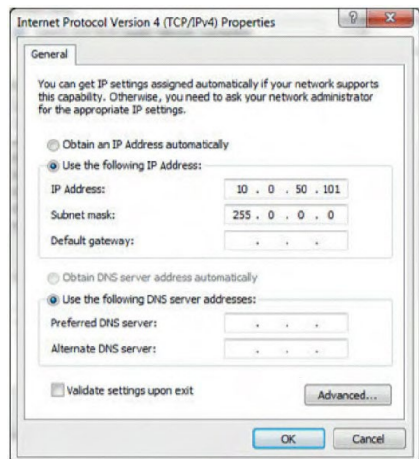 Internet Protocol Version 4 (TCP/IPv4) Properties
General
You can get IP settings assigned automatically if your network supports
this capability. Otherwise, you need to ask your network administrator
for the appropriate IP settings.
Obtain an IP Address automatically
Use the following IP Address:
IP Address: 10 . 0 . 50 . 101
Subnet mask: 255 . 0 . 0 . 0
Default gateway: . . .
Obtain DNS server address automatically
Use the following DNS server addresses:
Preferred DNS server: . . .
Alternate DNS server: . . .
Validate settings upon exit
Advanced...
OK Cancel